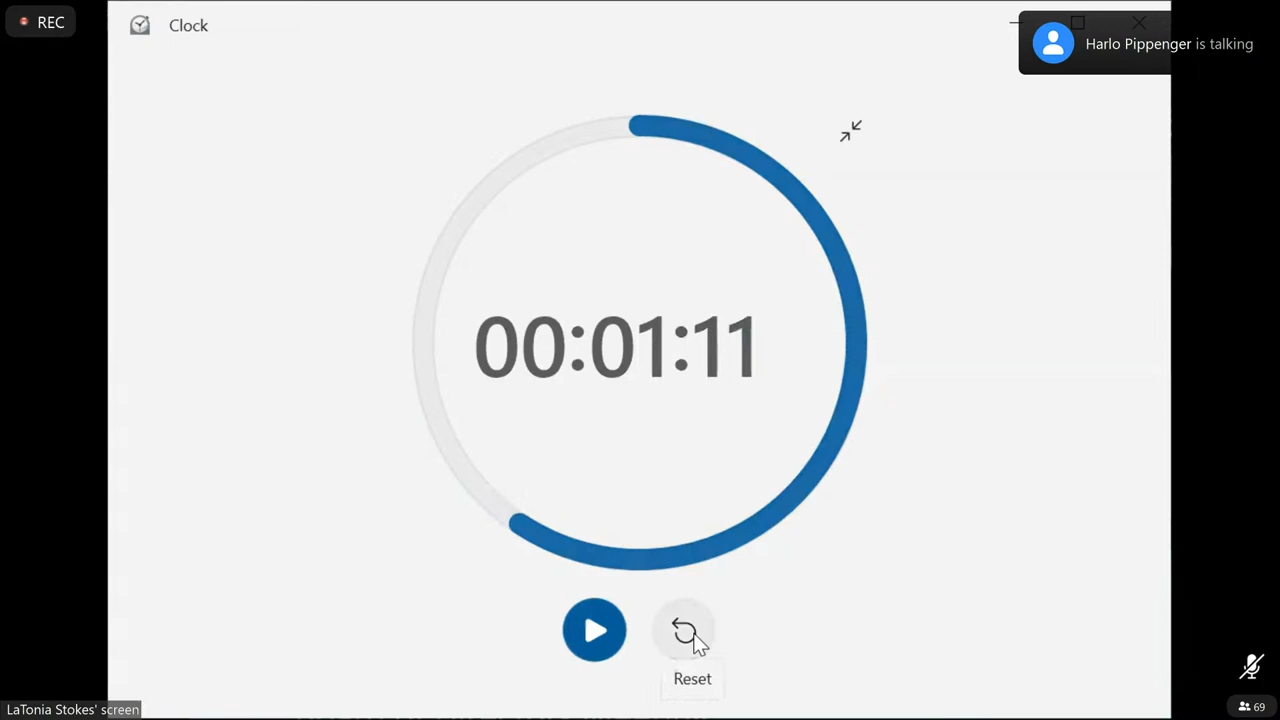 REC
Clock
Harlo Pippenger is talking
00:01:11
Reset
LaTonia Stokes' screen
69